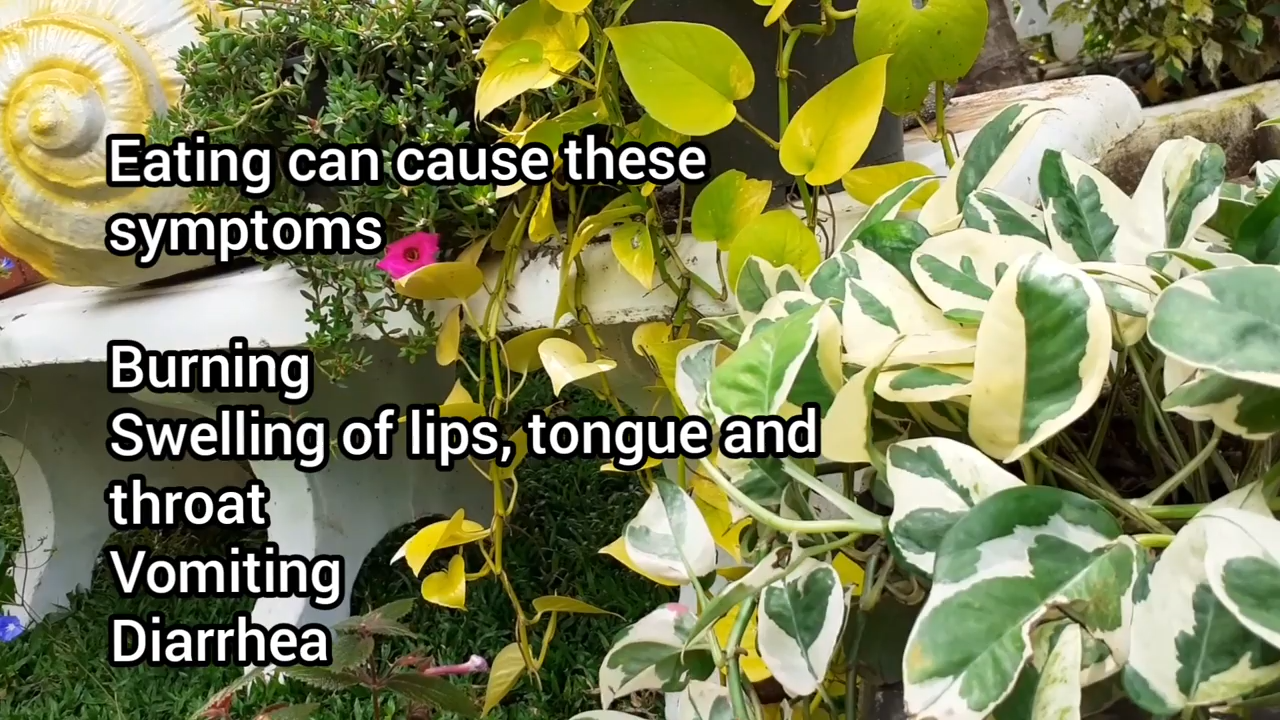 Eating can cause these
symptoms
Burning
Swelling of lips, tongue and
throat
Vomiting
Diarrhea